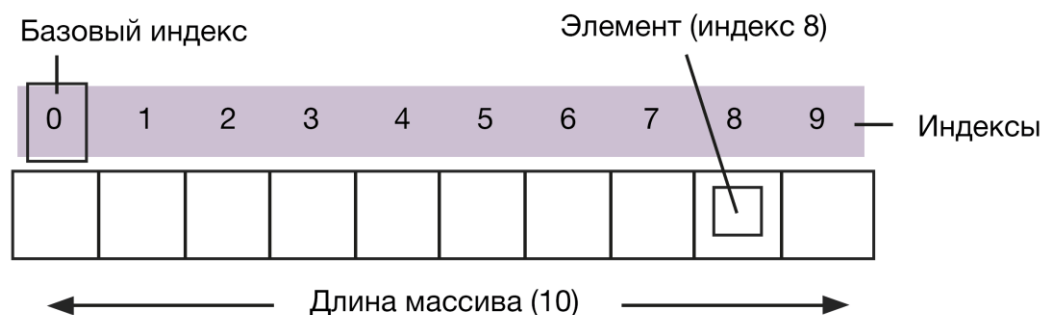 Базовый индекс
Элемент (индекс 8)
0 1 2 3 4 5 6 7 8 9
Индексы
Длина массива (10)